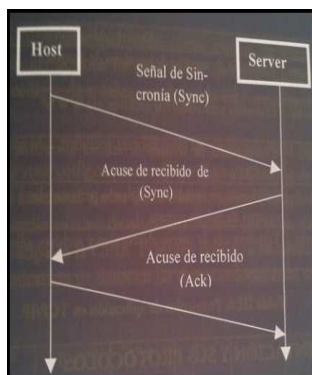 Host
Server
Señal de Sin-
cronía (Sync)
Acuse de recibido de
(Sync)
Acuse de recibido
(Ack)